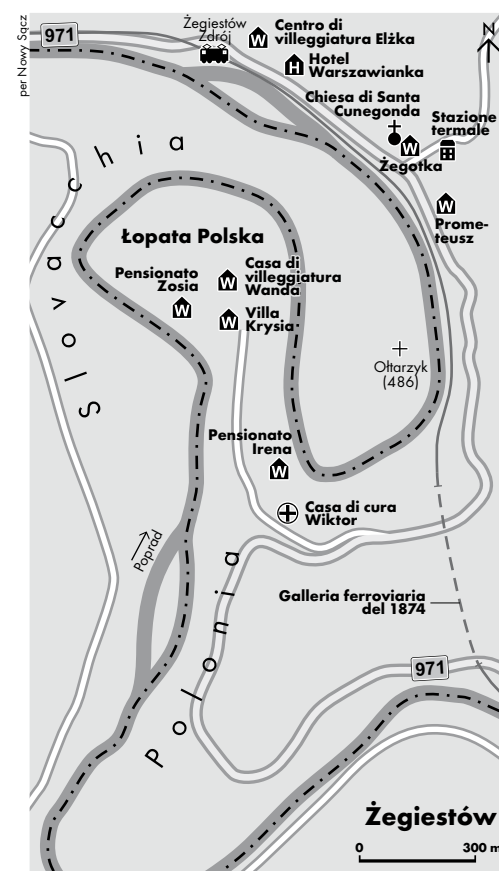 per Nowy Sącz
971
Żegiestów
Zdrój
Centro di
villeggiatura Elżka
Hotel
Warszawianka
N
Chiesa di Santa
Cunegonda
Stazione
termale
Żegotka
Prome-
teusz
Slovacchia
Łopata Polska
Pensionato
Zosia
Casa di
villeggiatura
Wanda
Villa
Krysia
Ołtarzyk
(486)
Pensionato
Irena
Casa di cura
Wiktor
Poprad
Polonia
Galleria ferroviaria
del 1874
971
Żegiestów
0 300 m
W
H
W
W
W
W
W
W